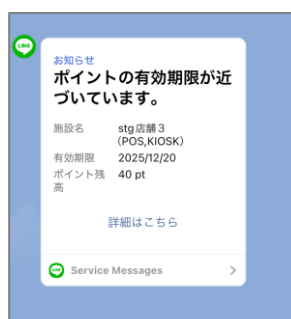 LINE
お知らせ
ポイントの有効期限が近
づいています。
施設名 stg店舗3
(POS,KIOSK)
有効期限 2025/12/20
ポイント残 40 pt
高
詳細はこちら
Service Messages